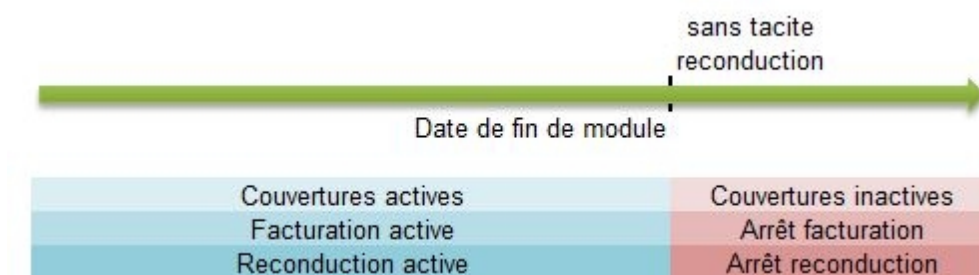 sans tacite
reconduction
Date de fin de module
Couvertures actives
Couvertures inactives
Facturation active
Arrêt facturation
Reconduction active
Arrêt reconduction